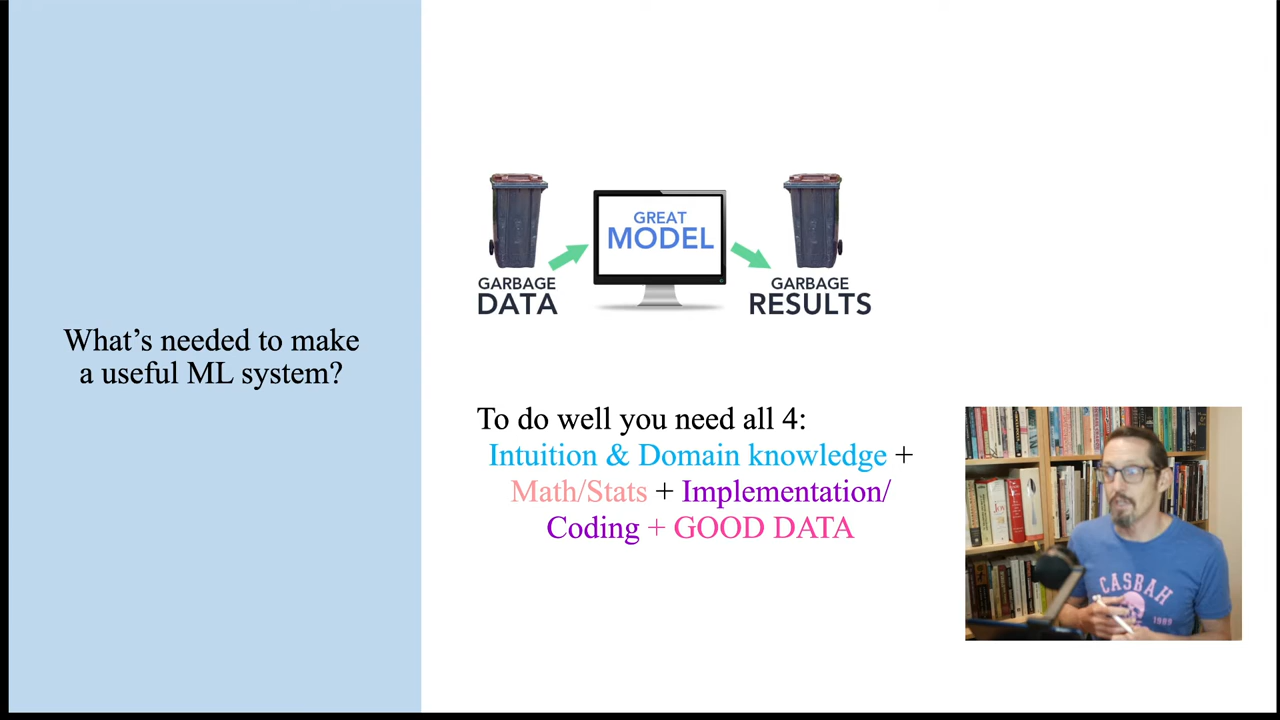 What's needed to make
a useful ML system?
GREAT
MODEL
GARBAGE
DATA
GARBAGE
RESULTS
To do well you need all 4:
Intuition & Domain knowledge +
Math/Stats + Implementation/
Coding + GOOD DATA
CASBAH
1989